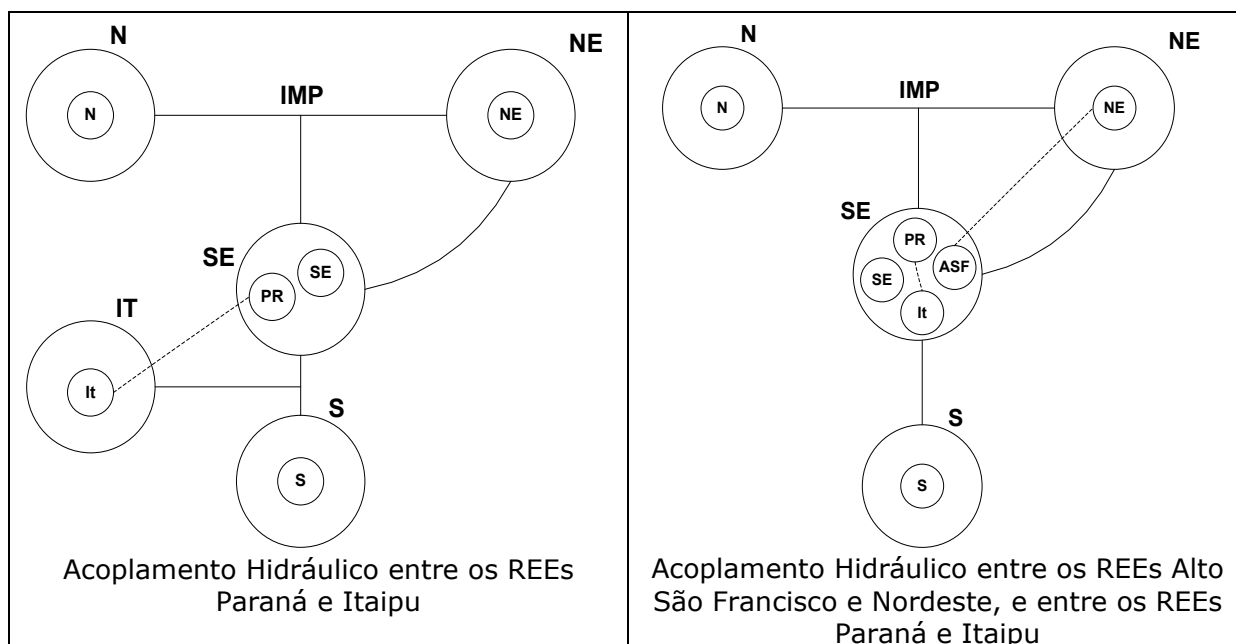 N
NE
IMP
N
NE
SE
SE
PR
IT
It
S
S
Acoplamento Hidráulico entre os REEs
Paraná e Itaipu
N
NE
IMP
N
NE
SE
PR
ASF
SE
It
S
S
Acoplamento Hidráulico entre os REEs Alto
São Francisco e Nordeste, e entre os REEs
Paraná e Itaipu